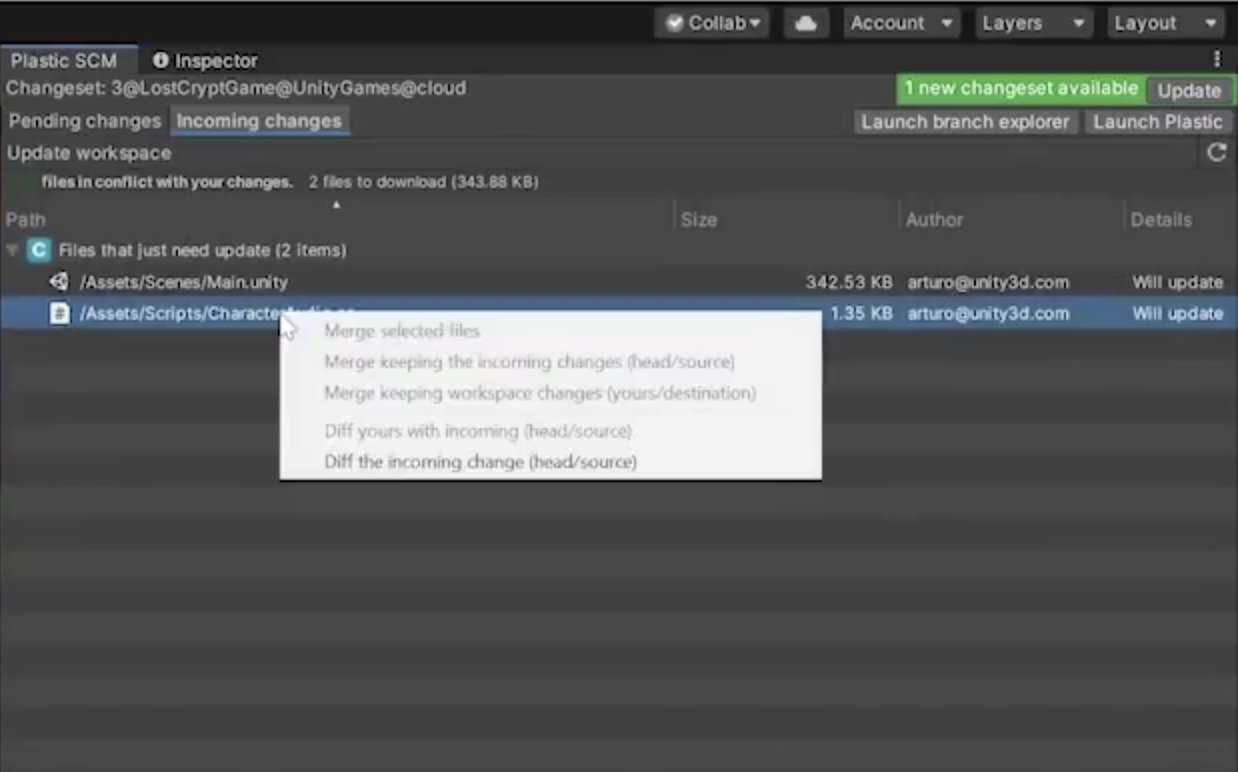 Collab Account Layers Layout
Plastic SCM Inspector
Changeset: 3@LostCryptGame@UnityGames@cloud 1 new changeset available Update
Pending changes Incoming changes Launch branch explorer Launch Plastic
Update workspace
files in conflict with your changes. 2 files to download (343.88 KB)
Path Size Author Details
C Files that just need update (2 items)
/Assets/Scenes/Main.unity 342.53 KB arturo@unity3d.com Will update
# /Assets/Scripts/Characte 1.35 KB arturo@unity3d.com Will update
Merge selected files
Merge keeping the incoming changes (head/source)
Merge keeping workspace changes (yours/destination)
Diff yours with incoming (head/source)
Diff the incoming change (head/source)